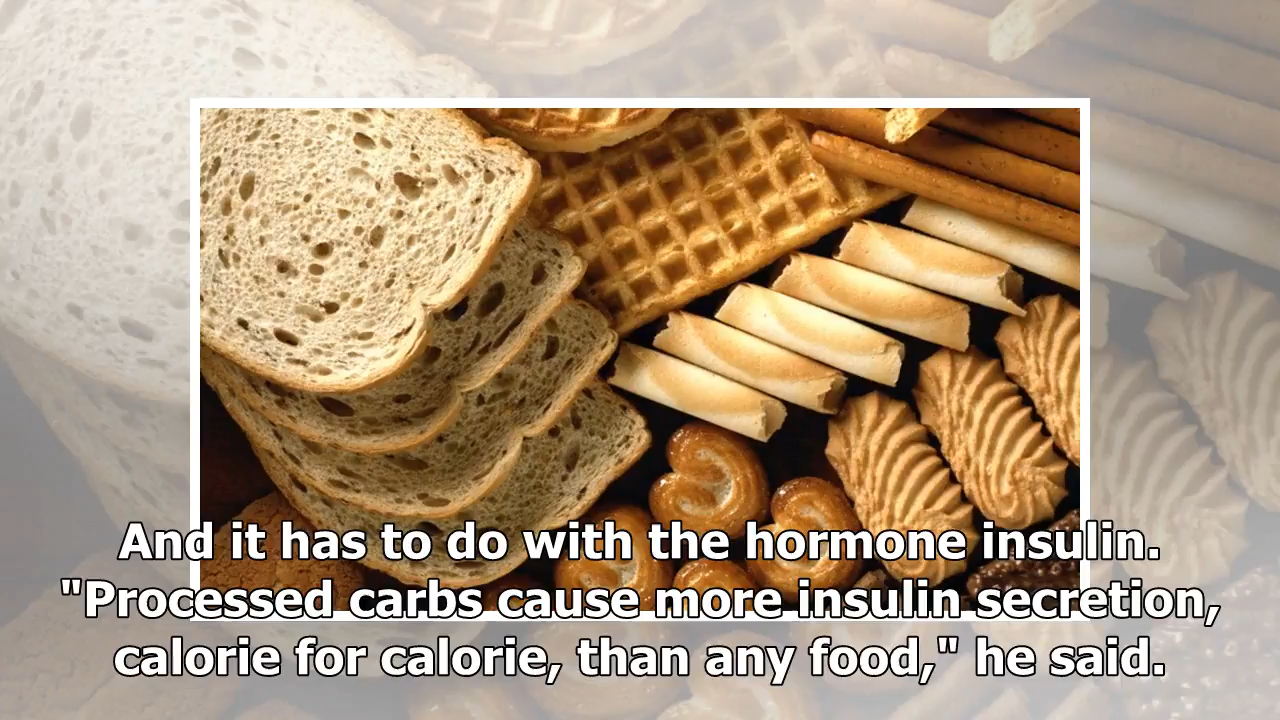 And it has to do with the hormone insulin.
"Processed carbs cause more insulin secretion,
calorie for calorie, than any food," he said.